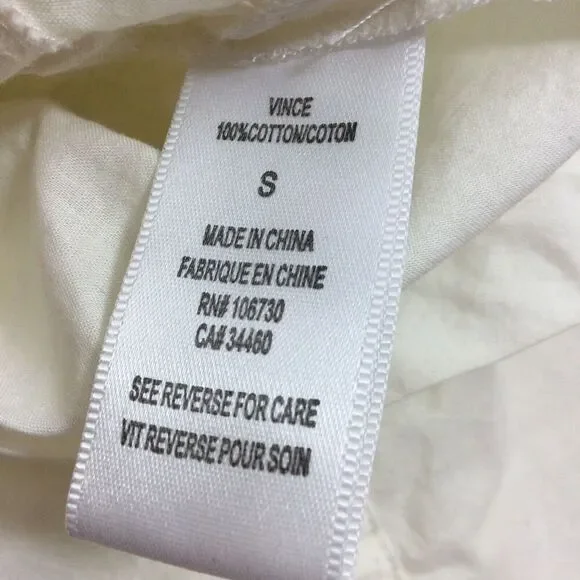 VINCE
100%COTTON/COTON
S
MADE IN CHINA
FABRIQUE EN CHINE
RN# 106730
CA# 34460
SEE REVERSE FOR CARE
VIT REVERSE POUR SOIN